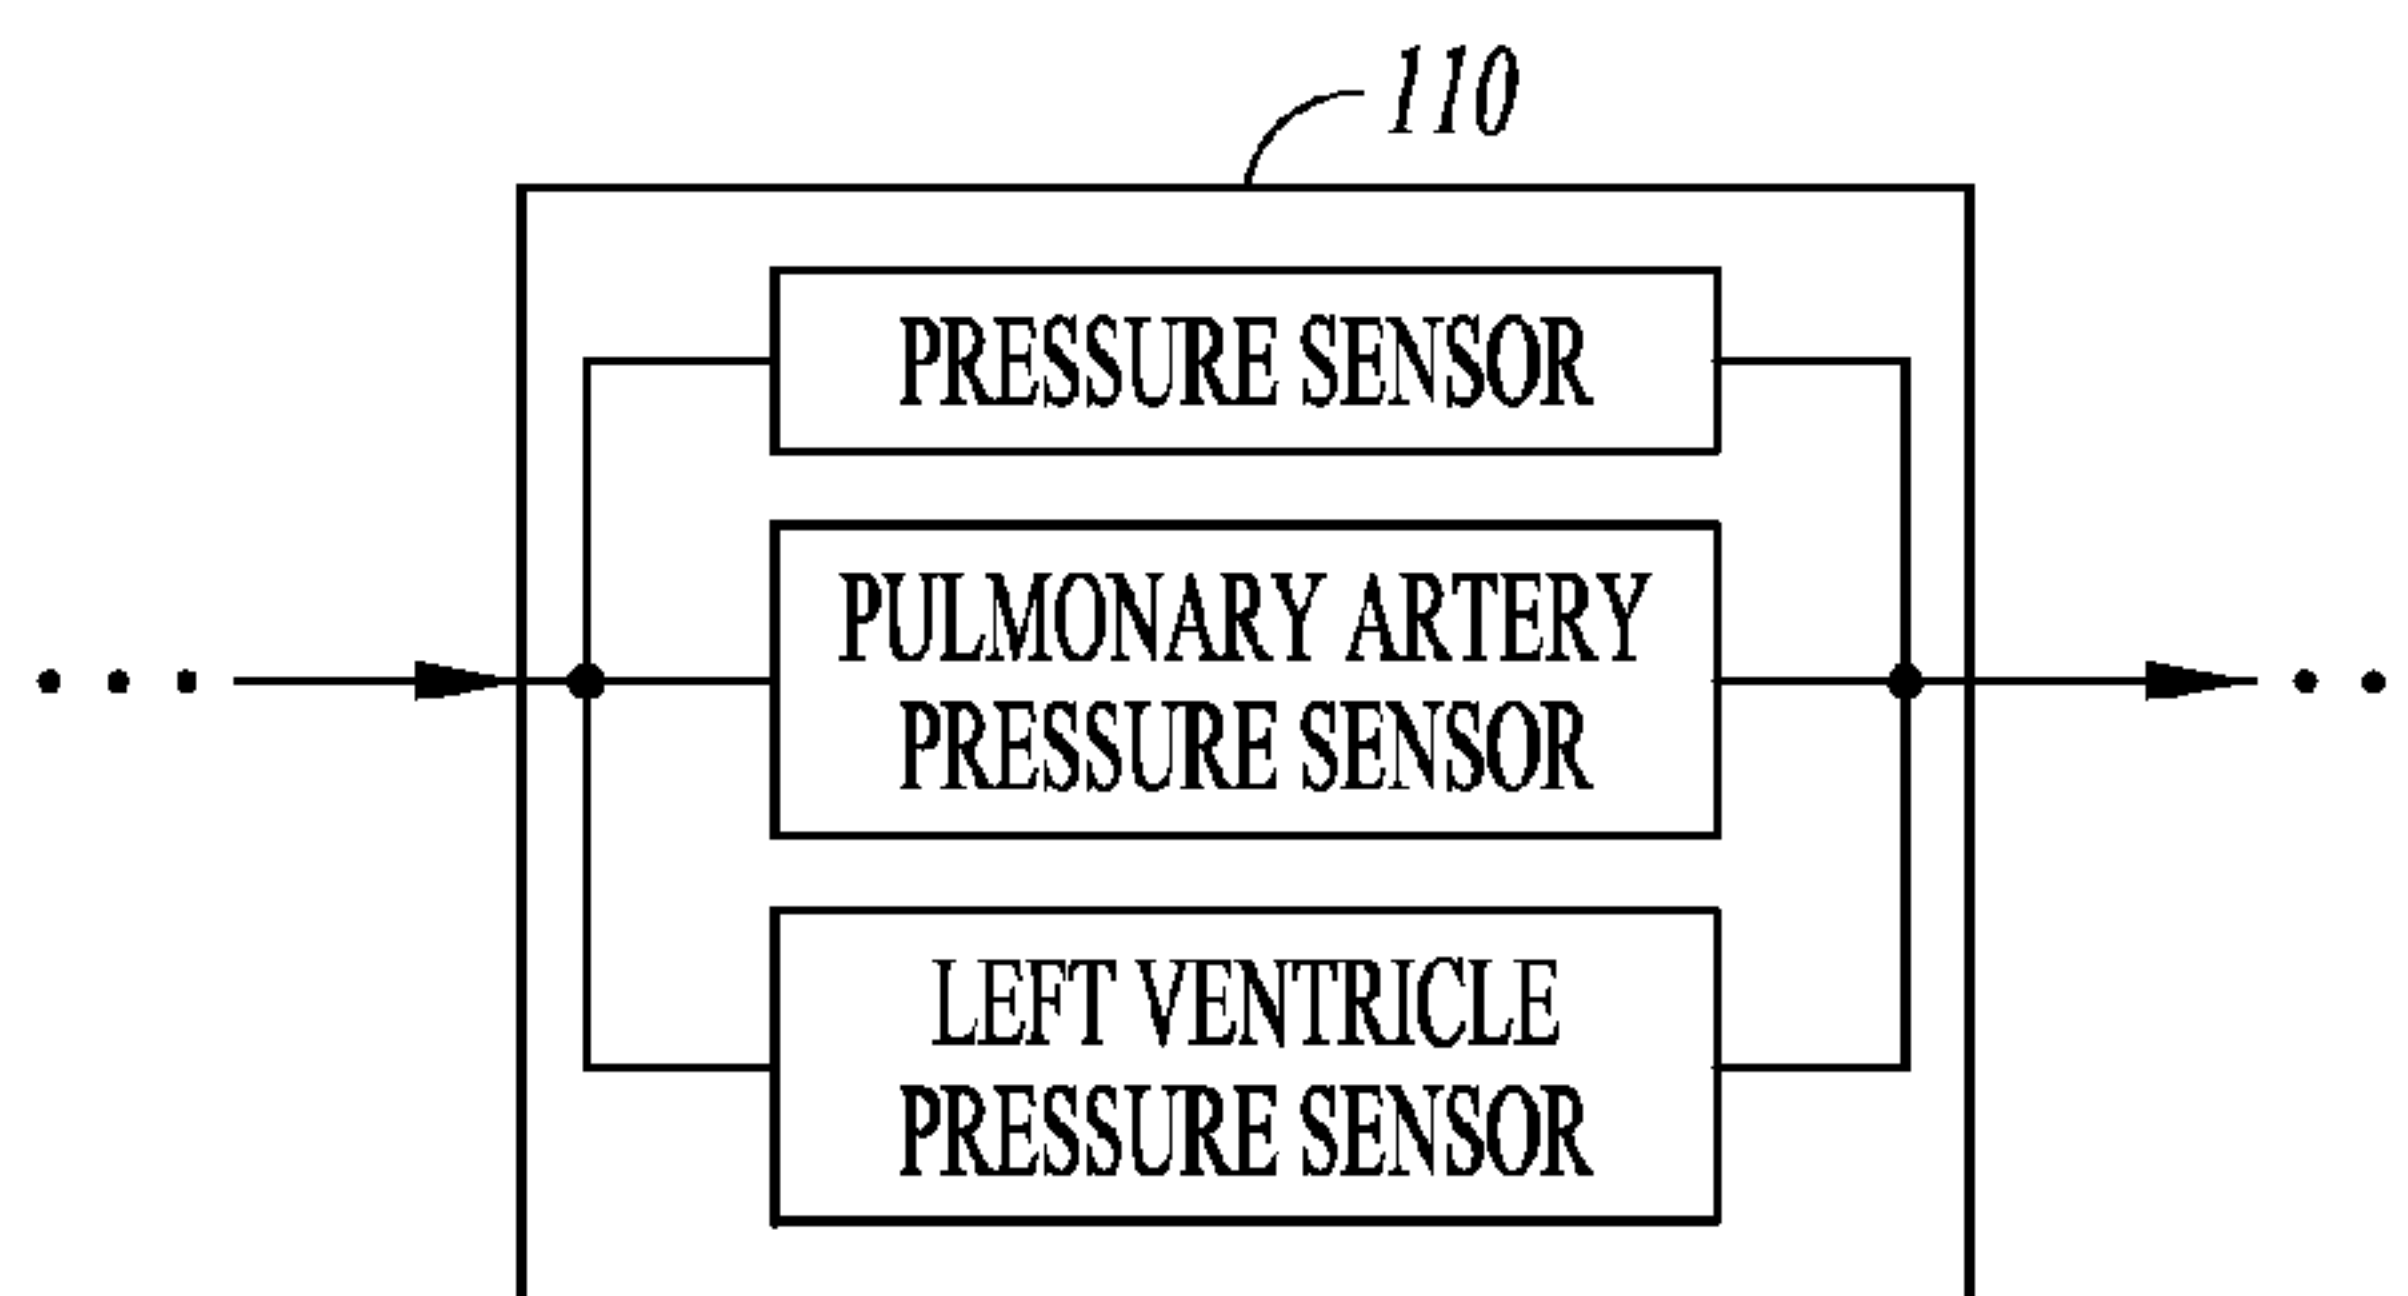 110
PRESSURE SENSOR
PULMONARY ARTERY
PRESSURE SENSOR
LEFT VENTRICLE
PRESSURE SENSOR